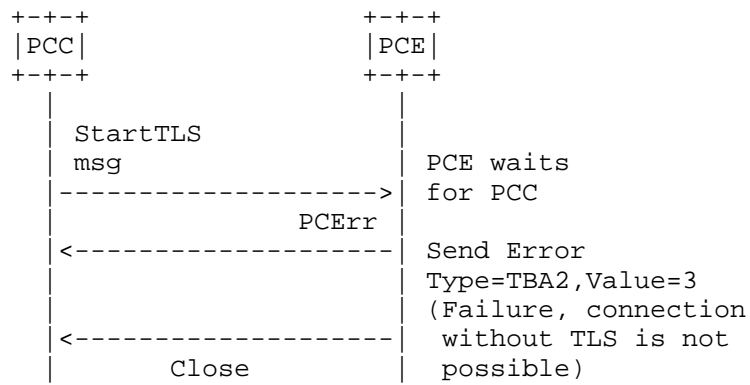 +-+-+ +-+-+
|PCC| |PCE|
+-+-+ +-+-+
| |
| StartTLS |
| msg | PCE waits
|-------------------->| for PCC
| PCErr |
|<--------------------| Send Error
| | Type=TBA2,Value=3
| | (Failure, connection
|<--------------------| without TLS is not
| Close | possible)